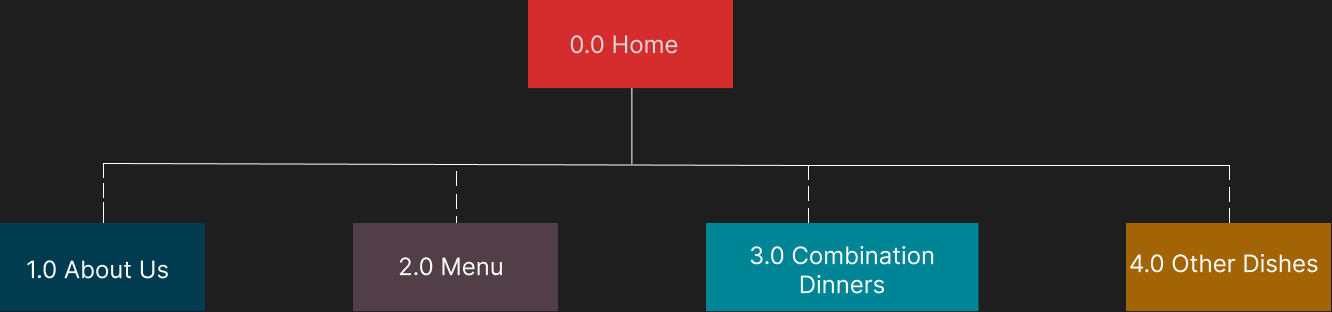 0.0 Home
1.0 About Us
2.0 Menu
3.0 Combination
Dinners
4.0 Other Dishes